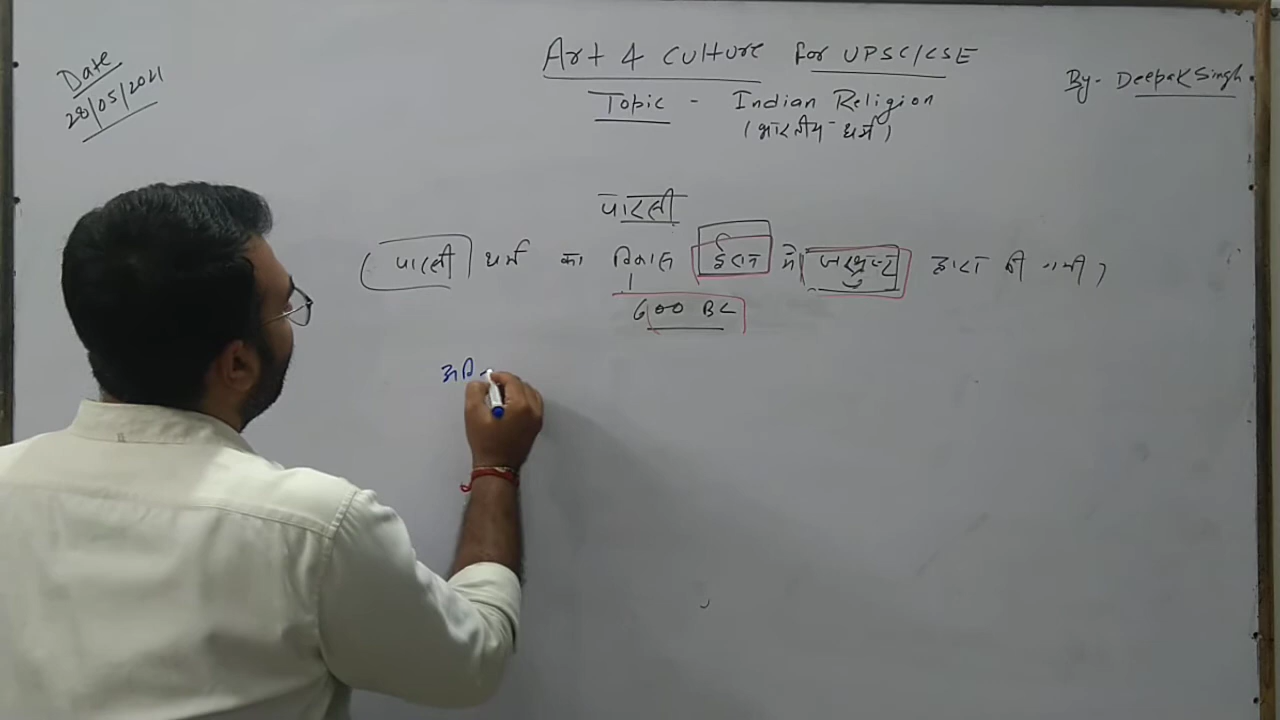 Date
28/05/2021
Art & Culture for UPSC/CSE
By- Deepak Singh
Topic - Indian Religion
(भारतीय धर्म)
पारसी
पारसी धर्म का विकास ईरान में जरथ्रुष्ट द्वारा की गयी,
600 BC